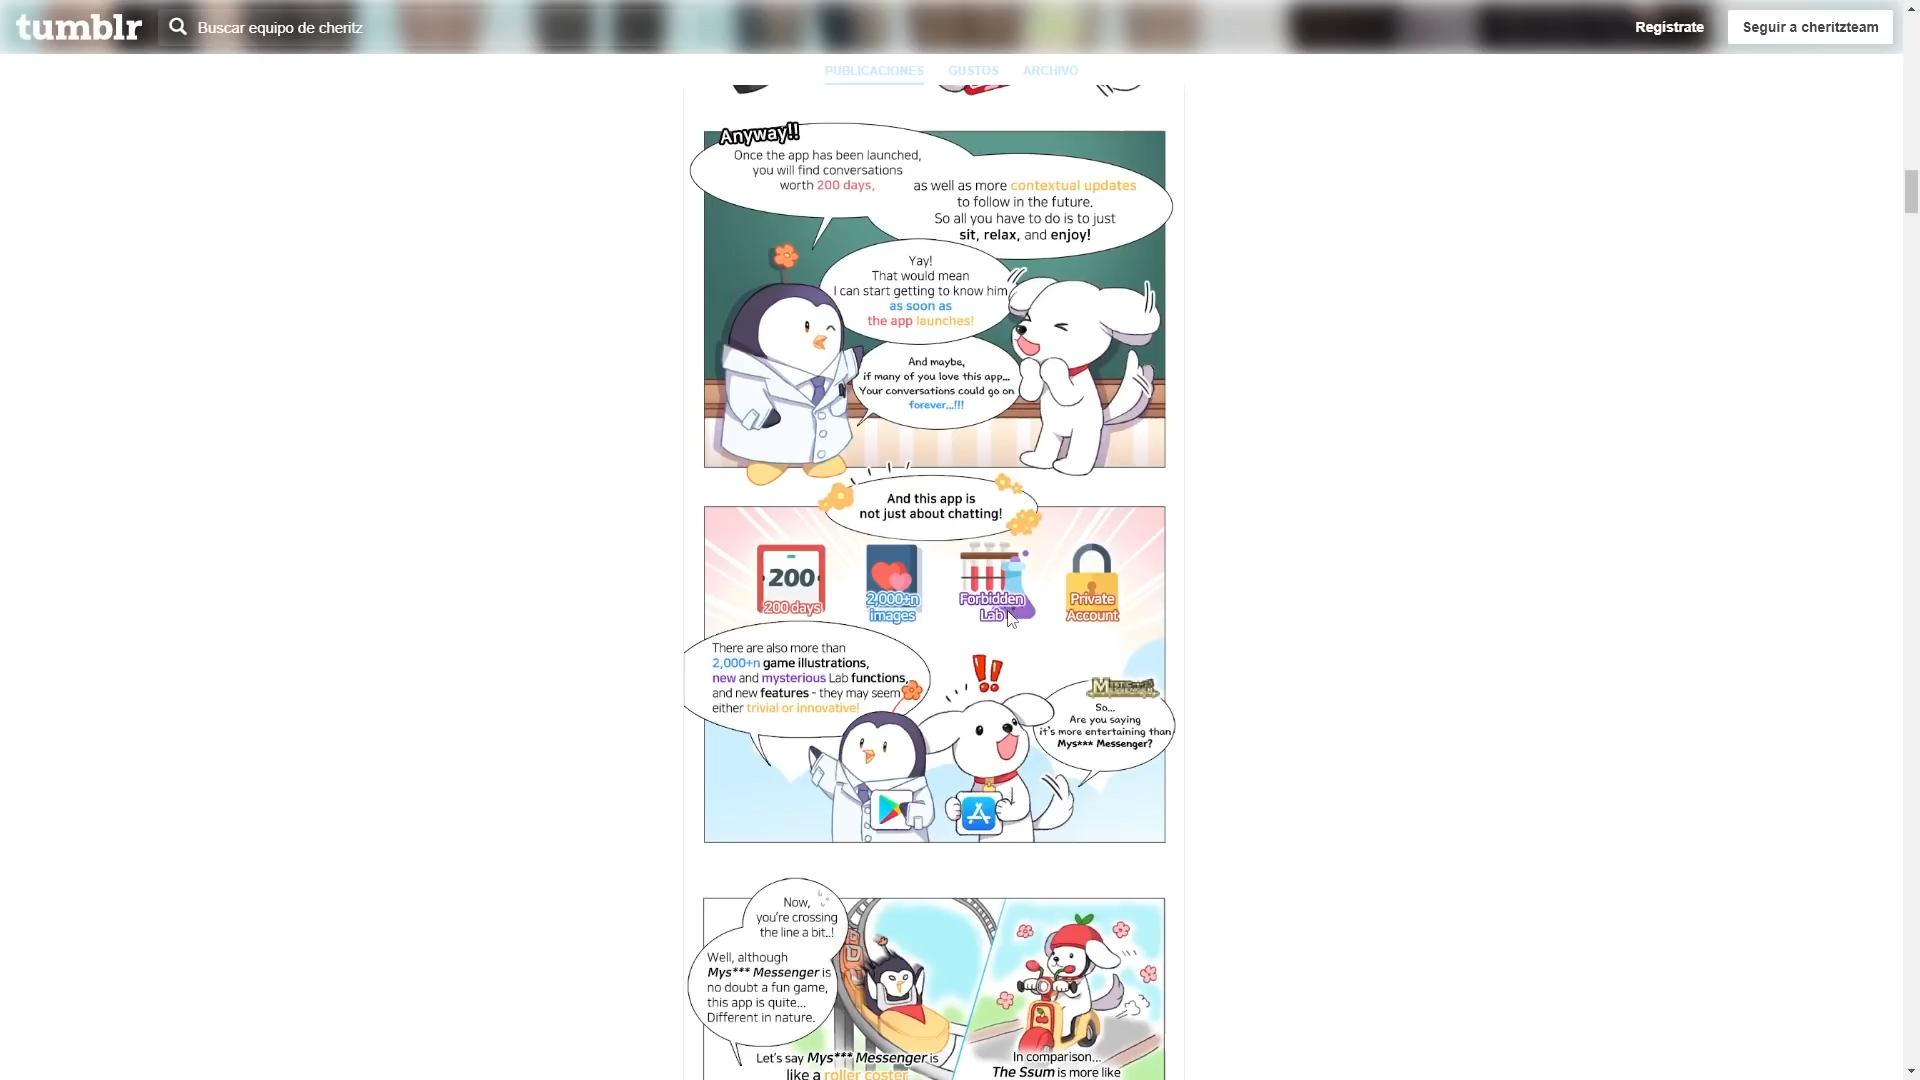 tumblr
Buscar equipo de cheritz
Regístrate
Seguir a cheritzteam
PUBLICACIONES
GUSTOS
ARCHIVO
Anyway!!
Once the app has been launched,
you will find conversations
worth 200 days,
as well as more contextual updates
to follow in the future.
So all you have to do is to just
sit, relax, and enjoy!
Yay!
That would mean
I can start getting to know him
as soon as
the app launches!
And maybe,
if many of you love this app...
Your conversations could go on
forever...!!!
And this app is
not just about chatting!
200
200 days
2,000+n
images
Forbidden
Lab
Private
Account
There are also more than
2,000+n game illustrations,
new and mysterious Lab functions,
and new features - they may seem
either trivial or innovative!
So...
Are you saying
it's more entertaining than
Mys*** Messenger?
Now,
you're crossing
the line a bit..!
Well, although
Mys*** Messenger is
no doubt a fun game,
this app is quite...
Different in nature.
Let's say Mys*** Messenger is
like a roller coster
In comparison...
The Ssum is more like